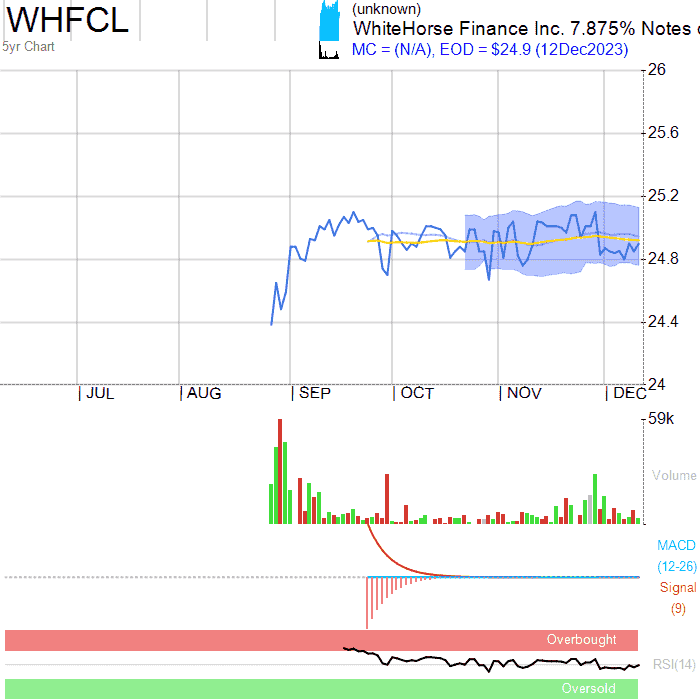 WHFCL
5yr Chart
(unknown)
WhiteHorse Finance Inc. 7.875% Notes
MC = (N/A), EOD = $24.9 (12Dec2023)
26
25.6
25.2
24.8
24.4
24
JUL
AUG
SEP
OCT
NOV
DEC
59k
Volume
MACD
(12-26)
Signal
(9)
Overbought
RSI(14)
Oversold